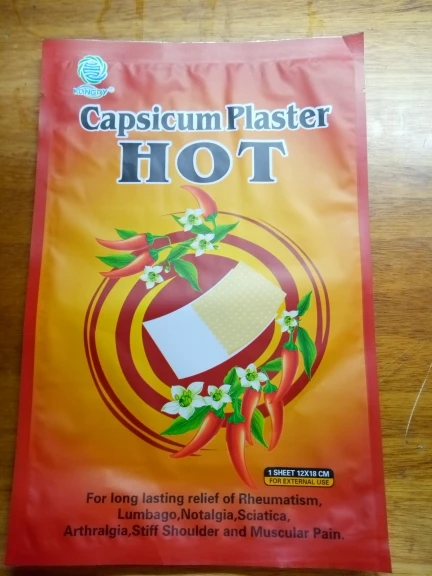 KONGDY®
Capsicum Plaster
HOT
1 SHEET 12X18 CM
FOR EXTERNAL USE
For long lasting relief of Rheumatism,
Lumbago,Notalgia,Sciatica,
Arthralgia,Stiff Shoulder and Muscular Pain.